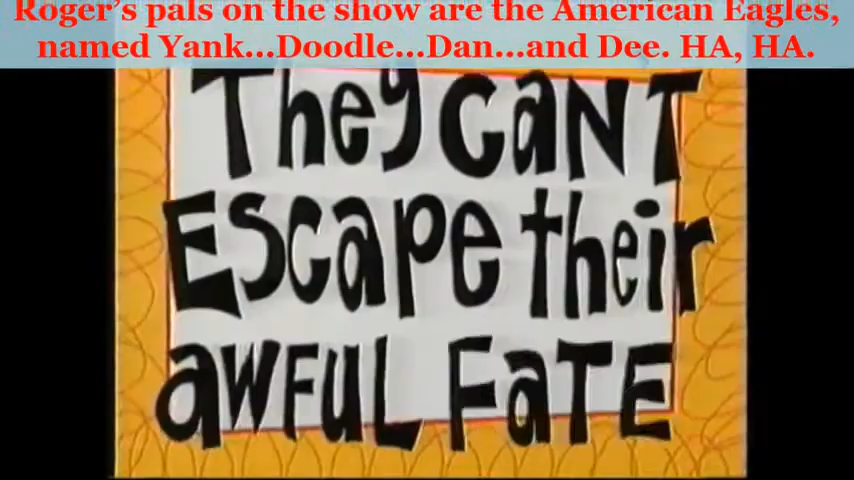 Roger's pals on the show are the American Eagles,
named Yank...Doodle...Dan...and Dee. HA, HA.
They caNT
Escape their
awFuL FaTE